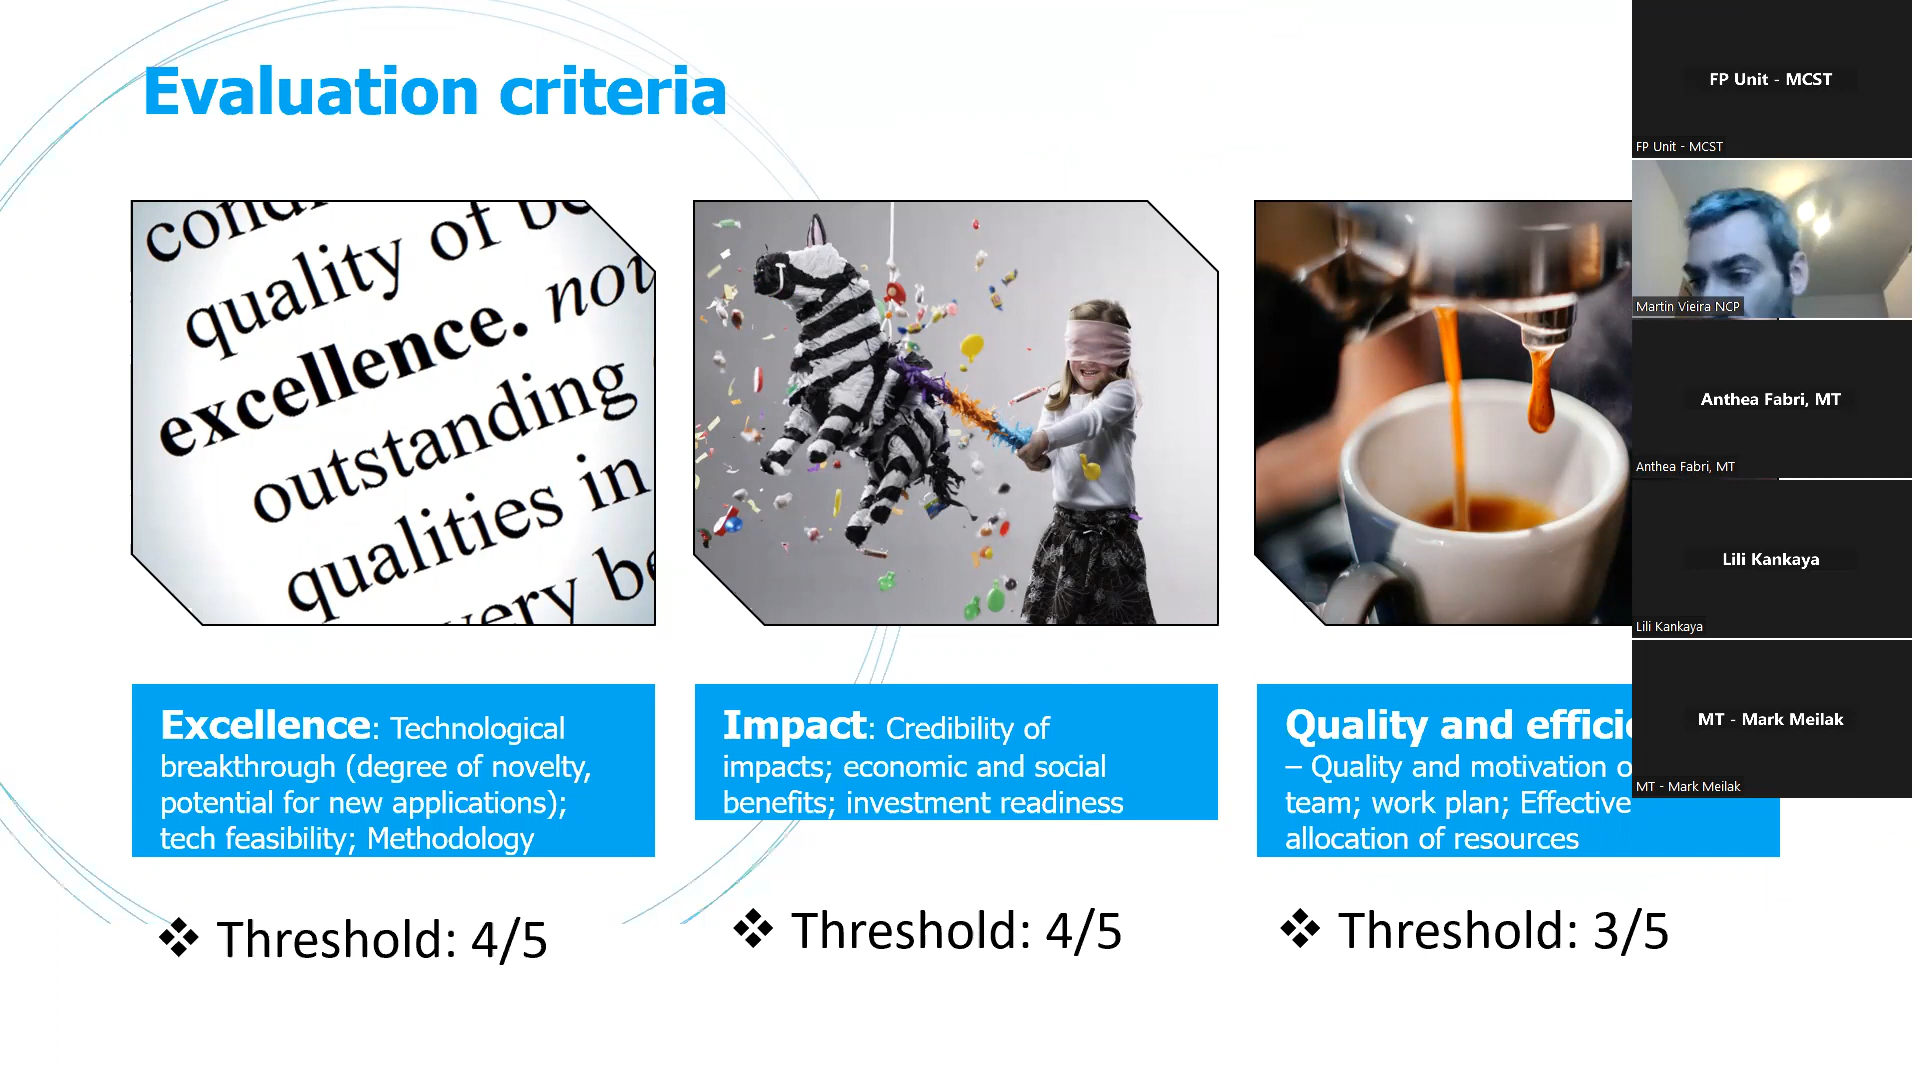 Evaluation criteria
quality of be
excellence. not
outstanding
qualities in
very be
Excellence: Technological
breakthrough (degree of novelty,
potential for new applications);
tech feasibility; Methodology
Threshold: 4/5
Impact: Credibility of
impacts; economic and social
benefits; investment readiness
Threshold: 4/5
Quality and
– Quality and motivation
team; work plan; Effective
allocation of resources
Threshold: 3/5
FP Unit - MCST
FP Unit - MCST
Martin Vieira NCP
Anthea Fabri, MT
Anthea Fabri, MT
Lili Kankaya
Lili Kankaya
MT - Mark Meilak
MT - Mark Meilak